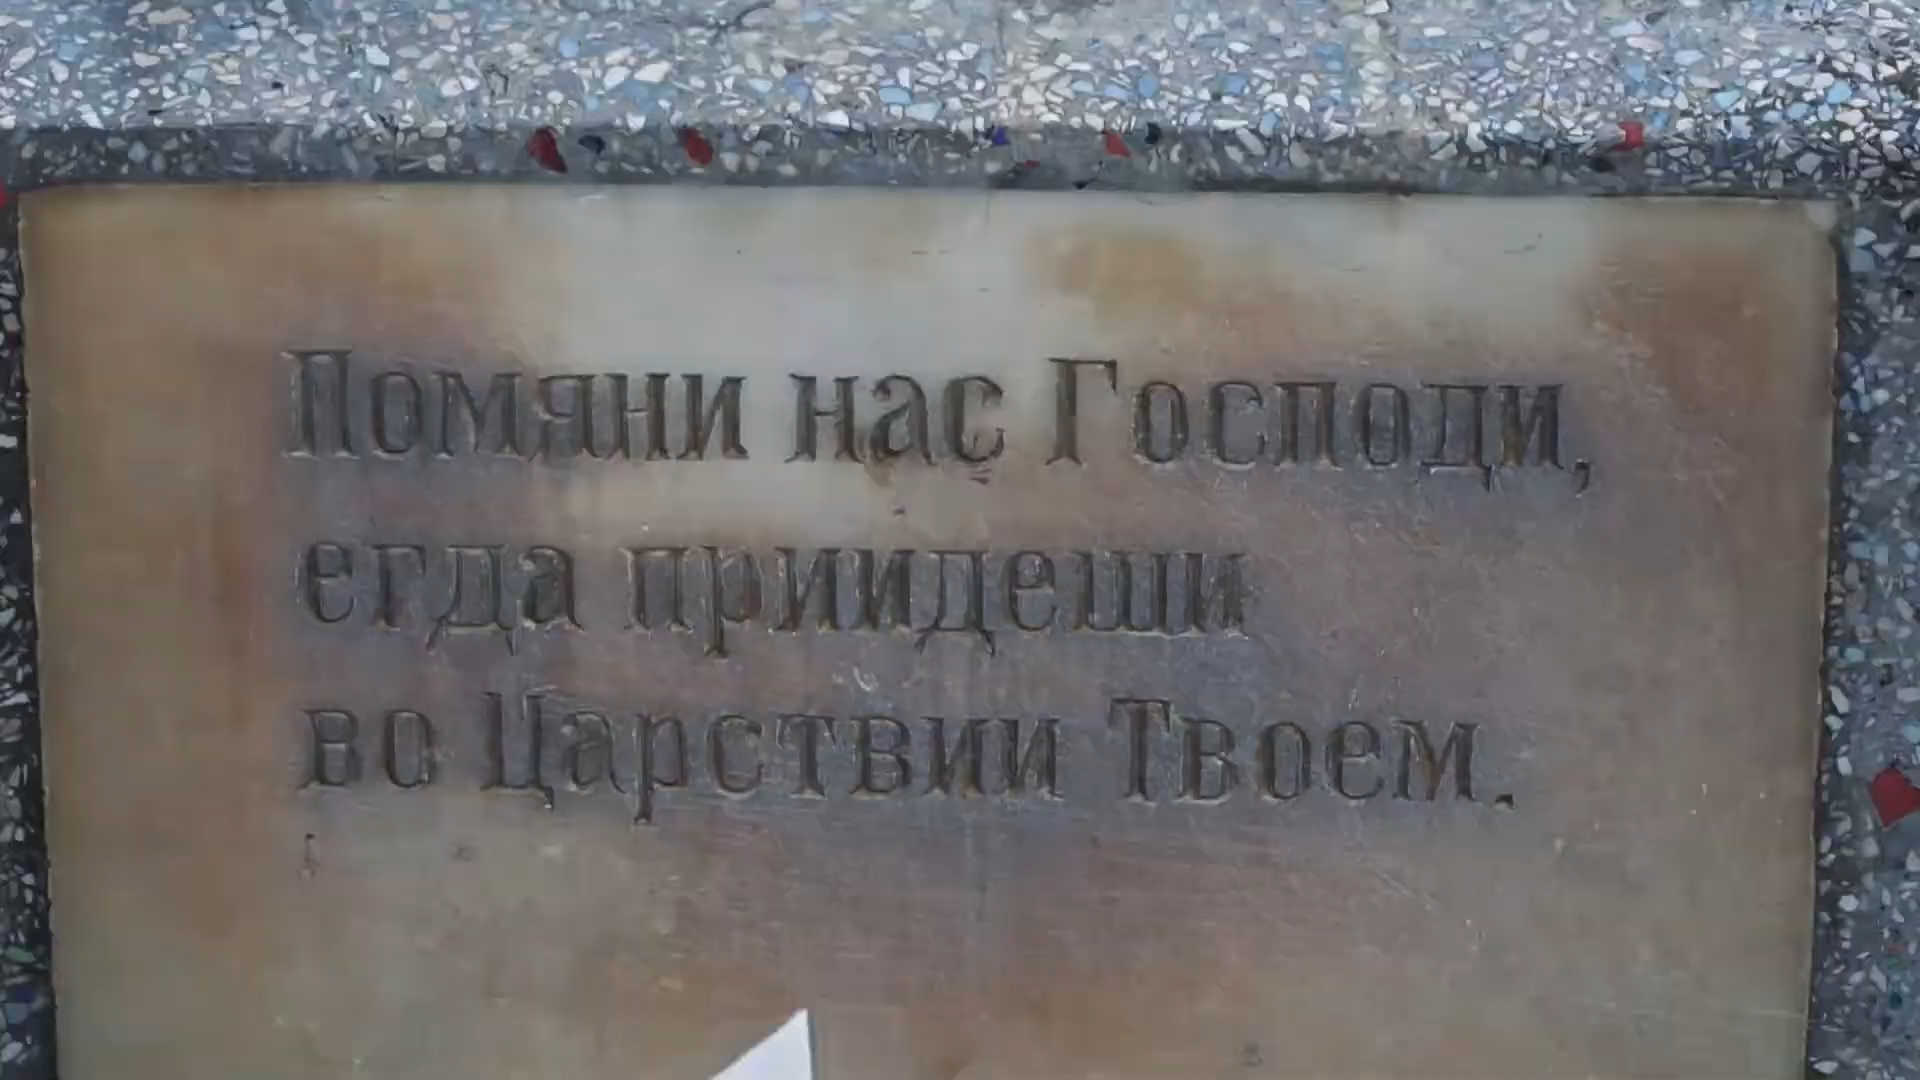 Помяни нас Господи,
егда приидеши
во Царствии Твоем.